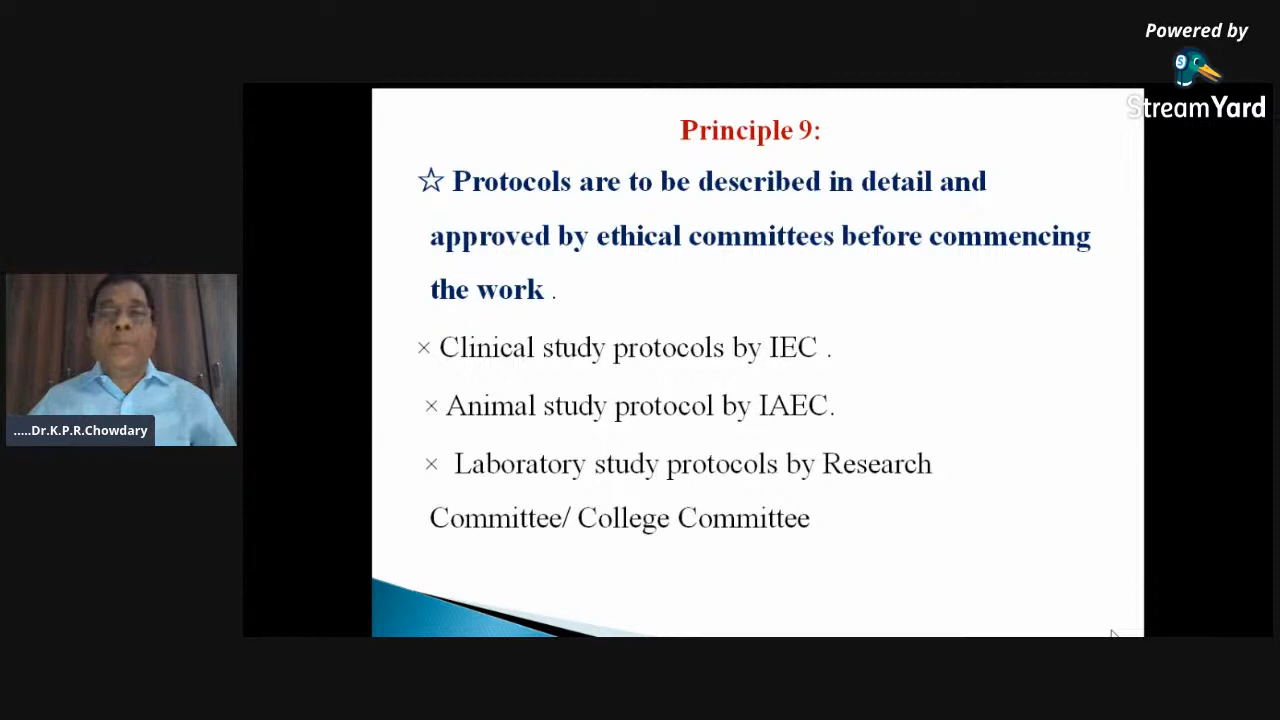 Powered by
StreamYard
Principle 9:
☆ Protocols are to be described in detail and
approved by ethical committees before commencing
the work .
× Clinical study protocols by IEC .
× Animal study protocol by IAEC.
× Laboratory study protocols by Research
Committee/ College Committee
.....Dr.K.P.R.Chowdary